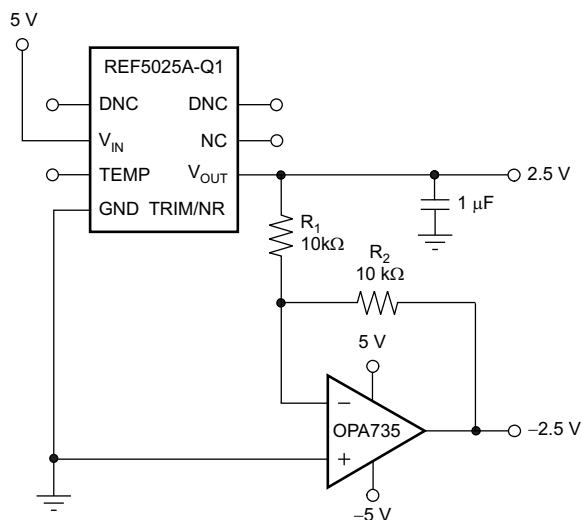 5 V
REF5025A-Q1
DNC DNC
V_IN NC
TEMP V_OUT
GND TRIM/NR
2.5 V
1 μF
R_1
10kΩ
R_2
10 kΩ
5 V
−
OPA735
+
−2.5 V
−5 V